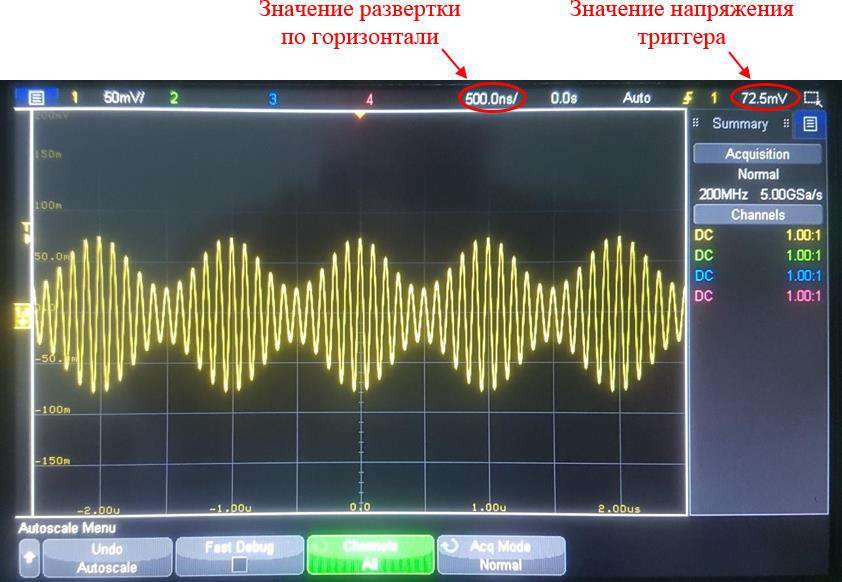 Значение развертки
по горизонтали
Значение напряжения
триггера
1 50mV/ 2 3 4 500.0ns/ 0.0s Auto 1 72.5mV
200mV
150m
100m
50.0m
-50.0m
-100m
-150m
-2.00u -1.00u 0.0 1.00u 2.00us
Summary
Acquisition
Normal
200MHz 5.00GSa/s
Channels
DC 1.00:1
DC 1.00:1
DC 1.00:1
DC 1.00:1
Autoscale Menu
Undo
Autoscale
Fast Debug
Channels
All
Acq Mode
Normal